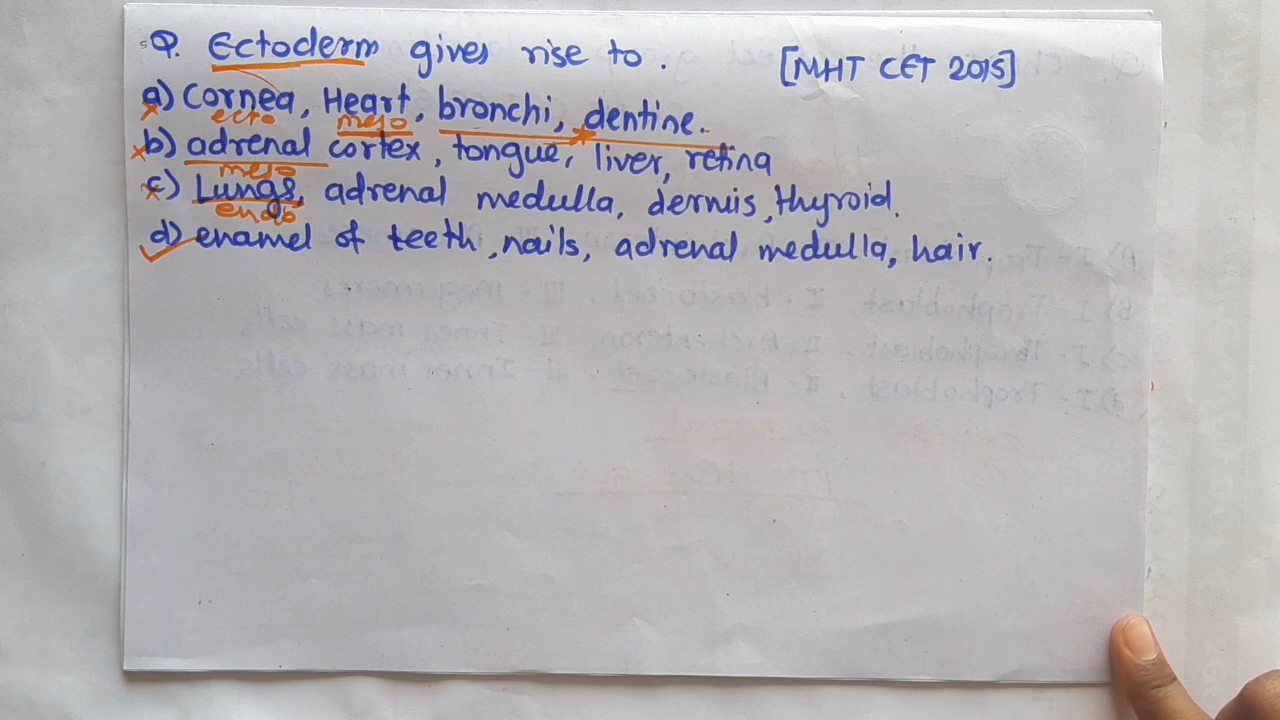 Q. Ectoderm gives rise to. [MHT CET 2015]
a) Cornea, Heart, bronchi, dentine.
ecto meso
b) adrenal cortex, tongue, liver, retina
meso
c) Lungs, adrenal medulla, dermis, thyroid.
endo
d) enamel of teeth, nails, adrenal medulla, hair.